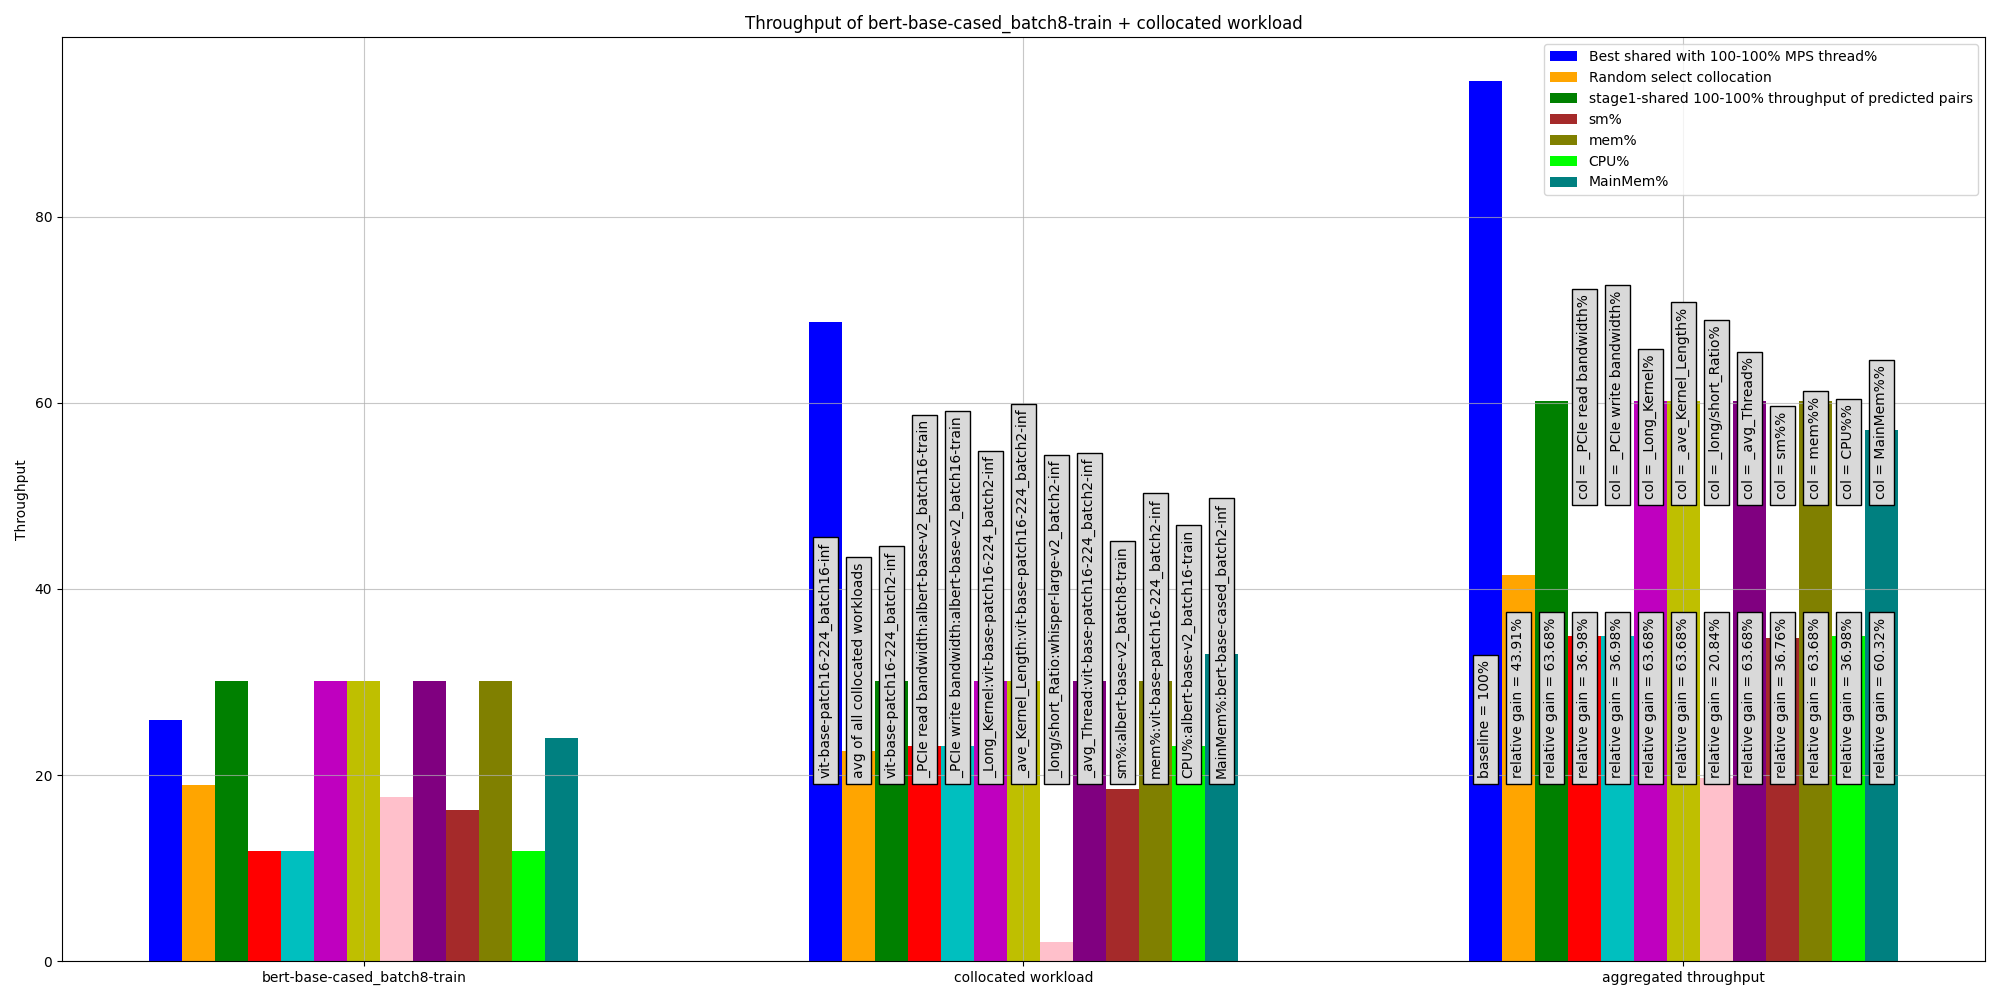 Throughput of bert-base-cased_batch8-train + collocated workload
Best shared with 100-100% MPS thread%
Random select collocation
stage1-shared 100-100% throughput of predicted pairs
sm%
mem%
CPU%
MainMem%
Throughput
80
60
40
20
0
vit-base-patch16-224_batch16-inf
avg of all collocated workloads
vit-base-patch16-224_batch2-inf
_PCIe read bandwidth:albert-base-v2_batch16-train
_PCIe write bandwidth:albert-base-v2_batch16-train
_Long_Kernel:vit-base-patch16-224_batch2-inf
_ave_Kernel_Length:vit-base-patch16-224_batch2-inf
_long/short_Ratio:whisper-large-v2_batch2-inf
_avg_Thread:vit-base-patch16-224_batch2-inf
sm%:albert-base-v2_batch8-train
mem%:vit-base-patch16-224_batch2-inf
CPU%:albert-base-v2_batch16-train
MainMem%:bert-base-cased_batch2-inf
col = _PCIe read bandwidth%
col = _PCIe write bandwidth%
col = _Long_Kernel%
col = _ave_Kernel_Length%
col = _long/short_Ratio%
col = _avg_Thread%
col = sm%%
col = mem%%
col = CPU%%
col = MainMem%%
baseline = 100%
relative gain = 43.91%
relative gain = 63.68%
relative gain = 36.98%
relative gain = 36.98%
relative gain = 63.68%
relative gain = 63.68%
relative gain = 20.84%
relative gain = 63.68%
relative gain = 36.76%
relative gain = 63.68%
relative gain = 36.98%
relative gain = 60.32%
bert-base-cased_batch8-train
collocated workload
aggregated throughput